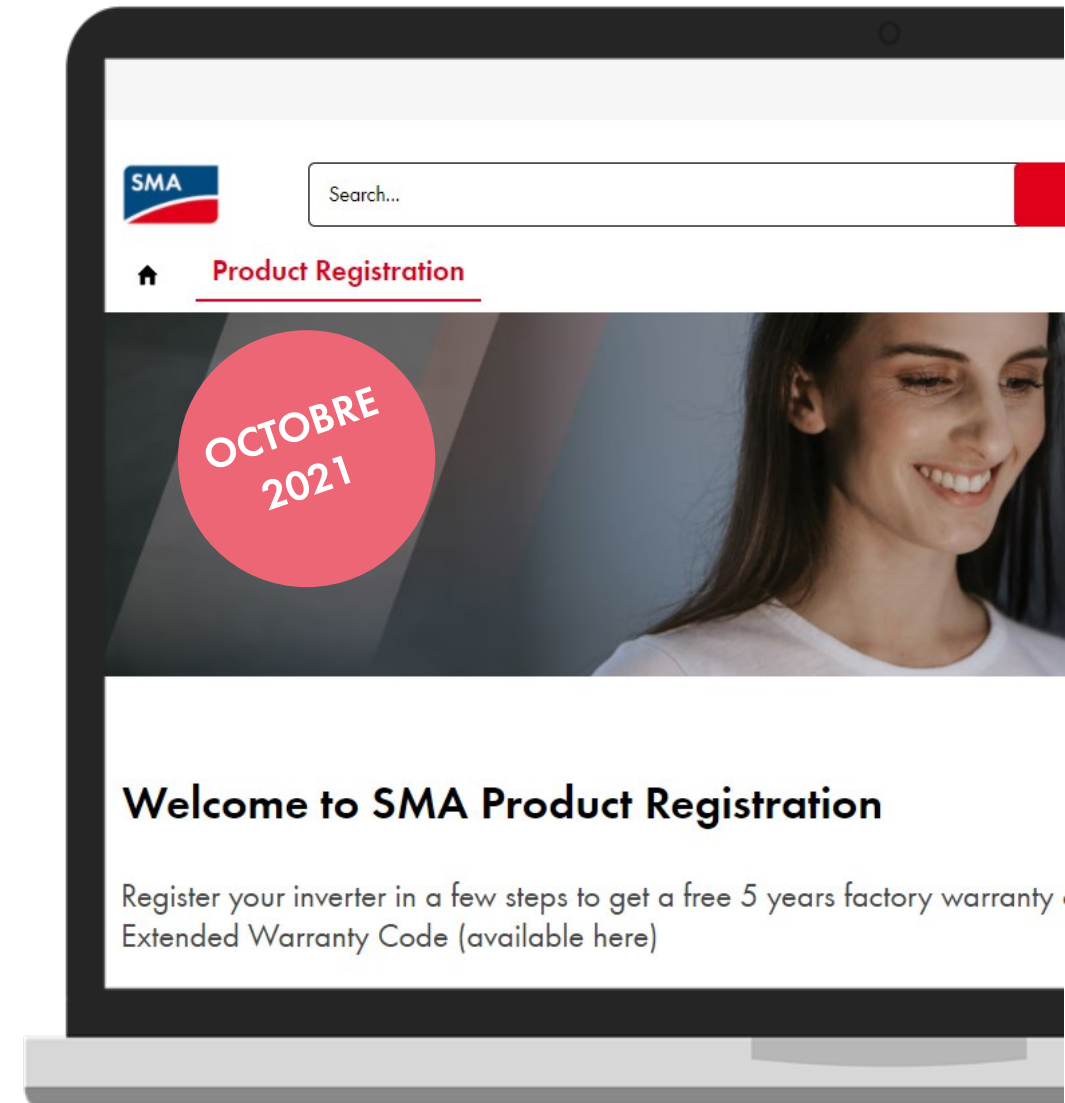 SMA
Search...
Product Registration
OCTOBRE
2021
Welcome to SMA Product Registration
Register your inverter in a few steps to get a free 5 years factory warranty
Extended Warranty Code (available here)